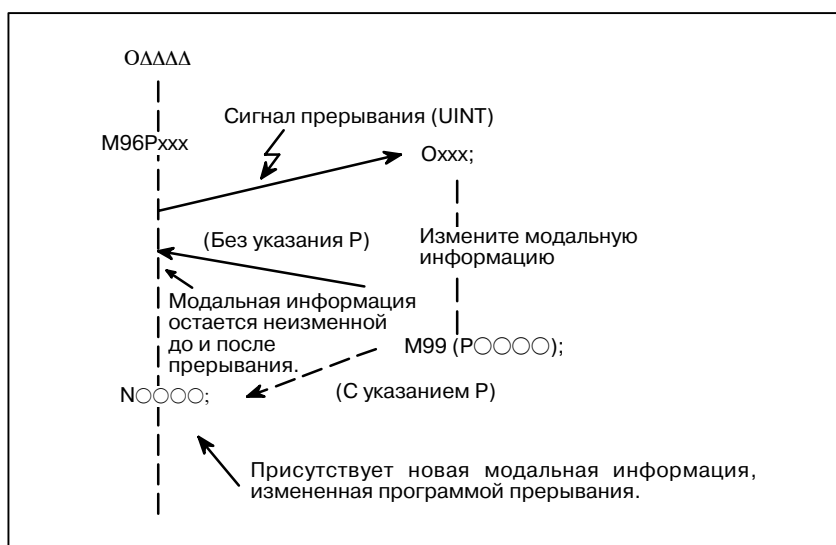 OΔΔΔΔ
Сигнал прерывания (UINT)
M96Pxxx
Oxxx;
(Без указания P)
Измените модальную
информацию
Модальная информация
остается неизменной
до и после
прерывания.
M99 (P○○○○);
N○○○○;
(С указанием P)
Присутствует новая модальная информация,
измененная программой прерывания.